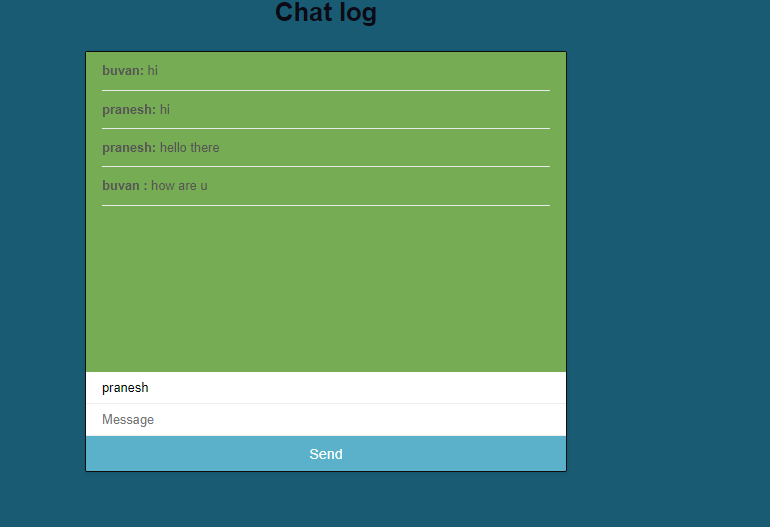 Chat log
buvan: hi
pranesh: hi
pranesh: hello there
buvan : how are u
pranesh
Message
Send